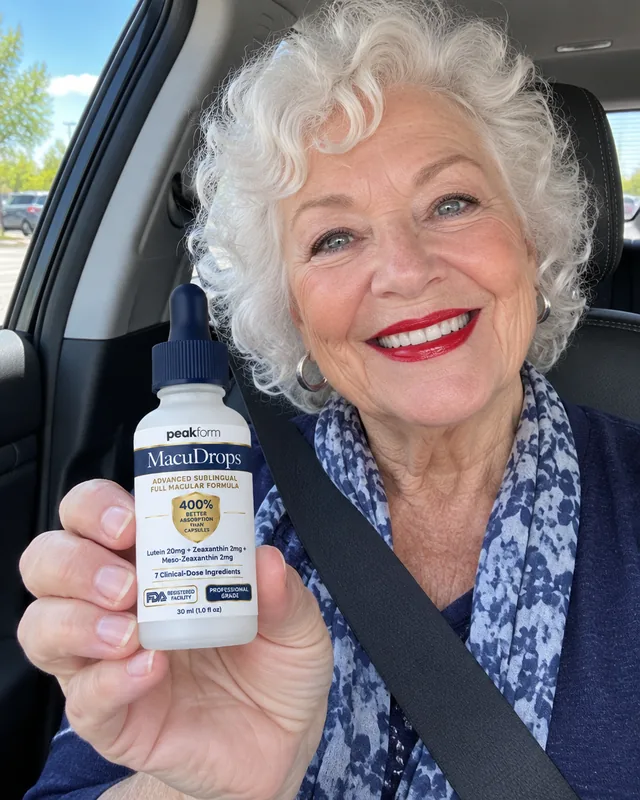 peakform
MacuDrops
ADVANCED SUBLINGUAL
FULL MACULAR FORMULA
400%
BETTER
ABSORPTION
THAN
CAPSULES
Lutein 20mg + Zeaxanthin 2mg +
Meso-Zeaxanthin 2mg
7 Clinical-Dose Ingredients
FDA REGISTERED
FACILITY
PROFESSIONAL
GRADE
30 ml (1.0 fl oz)